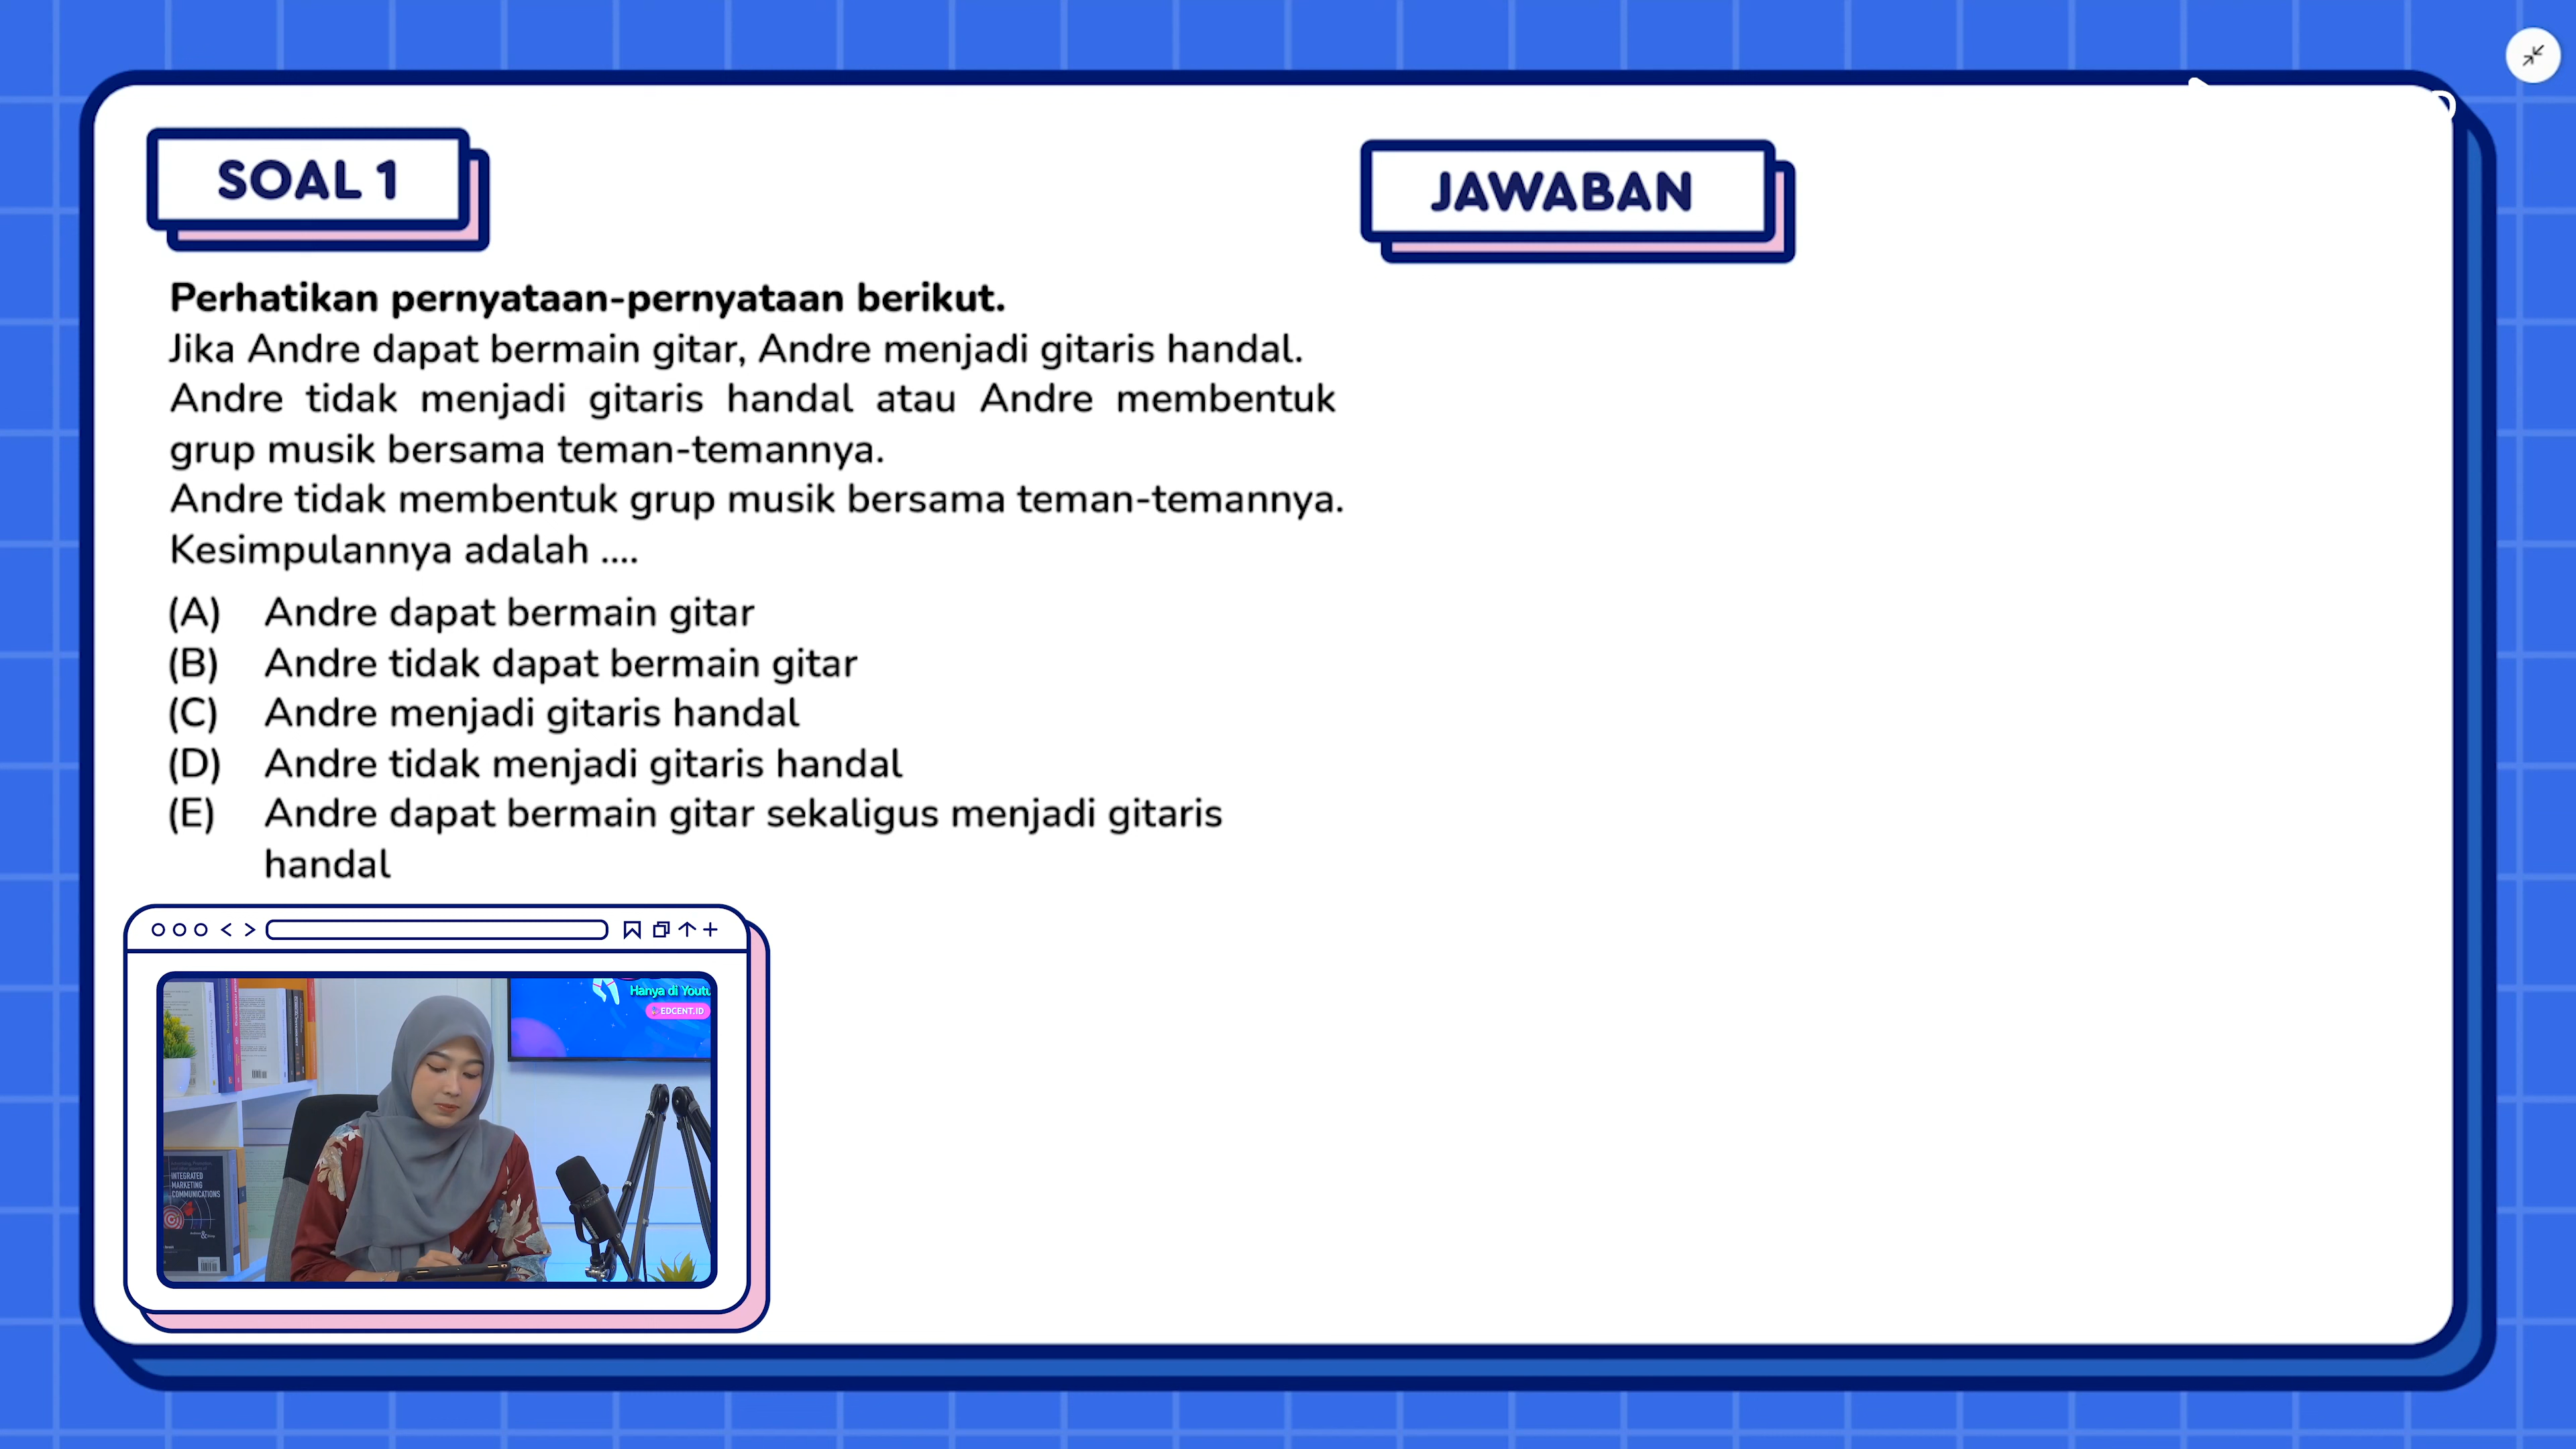 SOAL 1
JAWABAN
Perhatikan pernyataan-pernyataan berikut.
Jika Andre dapat bermain gitar, Andre menjadi gitaris handal.
Andre tidak menjadi gitaris handal atau Andre membentuk
grup musik bersama teman-temannya.
Andre tidak membentuk grup musik bersama teman-temannya.
Kesimpulannya adalah ....
(A) Andre dapat bermain gitar
(B) Andre tidak dapat bermain gitar
(C) Andre menjadi gitaris handal
(D) Andre tidak menjadi gitaris handal
(E) Andre dapat bermain gitar sekaligus menjadi gitaris
handal
Hanya di Youtu
EDCENT.ID
INTEGRATED
MARKETING
COMMUNICATIONS